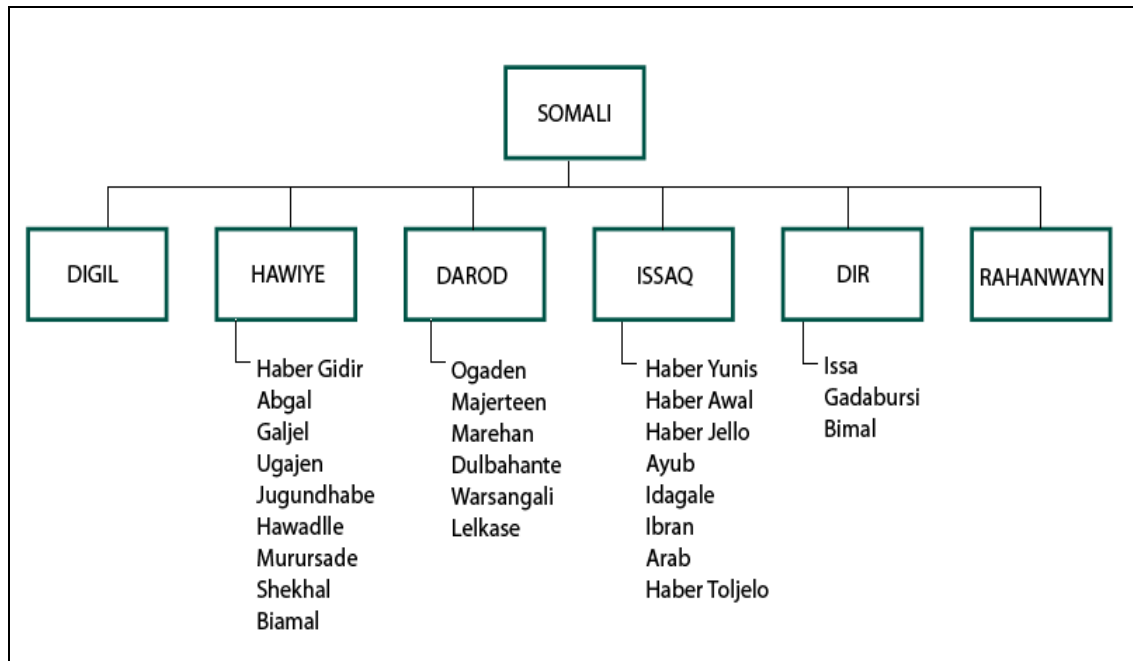 SOMALI
DIGIL
HAWIYE
DAROD
ISSAQ
DIR
RAHANWAYN
Haber Gidir
Abgal
Galjel
Ugajen
Jugundhabe
Hawadlle
Murursade
Shekhal
Biamal
Ogaden
Majerteen
Marehan
Dulbahante
Warsangali
Lelkase
Haber Yunis
Haber Awal
Haber Jello
Ayub
Idagale
Ibran
Arab
Haber Toljelo
Issa
Gadabursi
Bimal